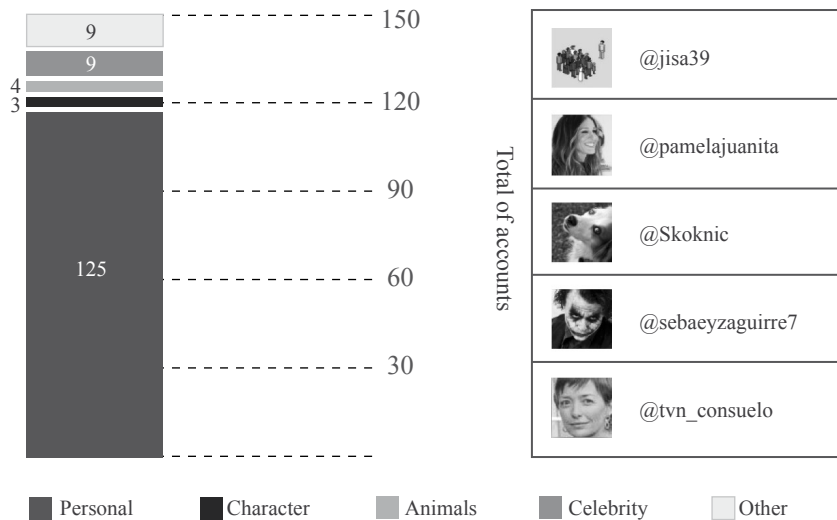 9
9
4
3
125
150
120
90
60
30
Total of accounts
@jisa39
@pamelajuanita
@Skoknic
@sebaeyzaguirre7
@tvn_consuelo
Personal
Character
Animals
Celebrity
Other